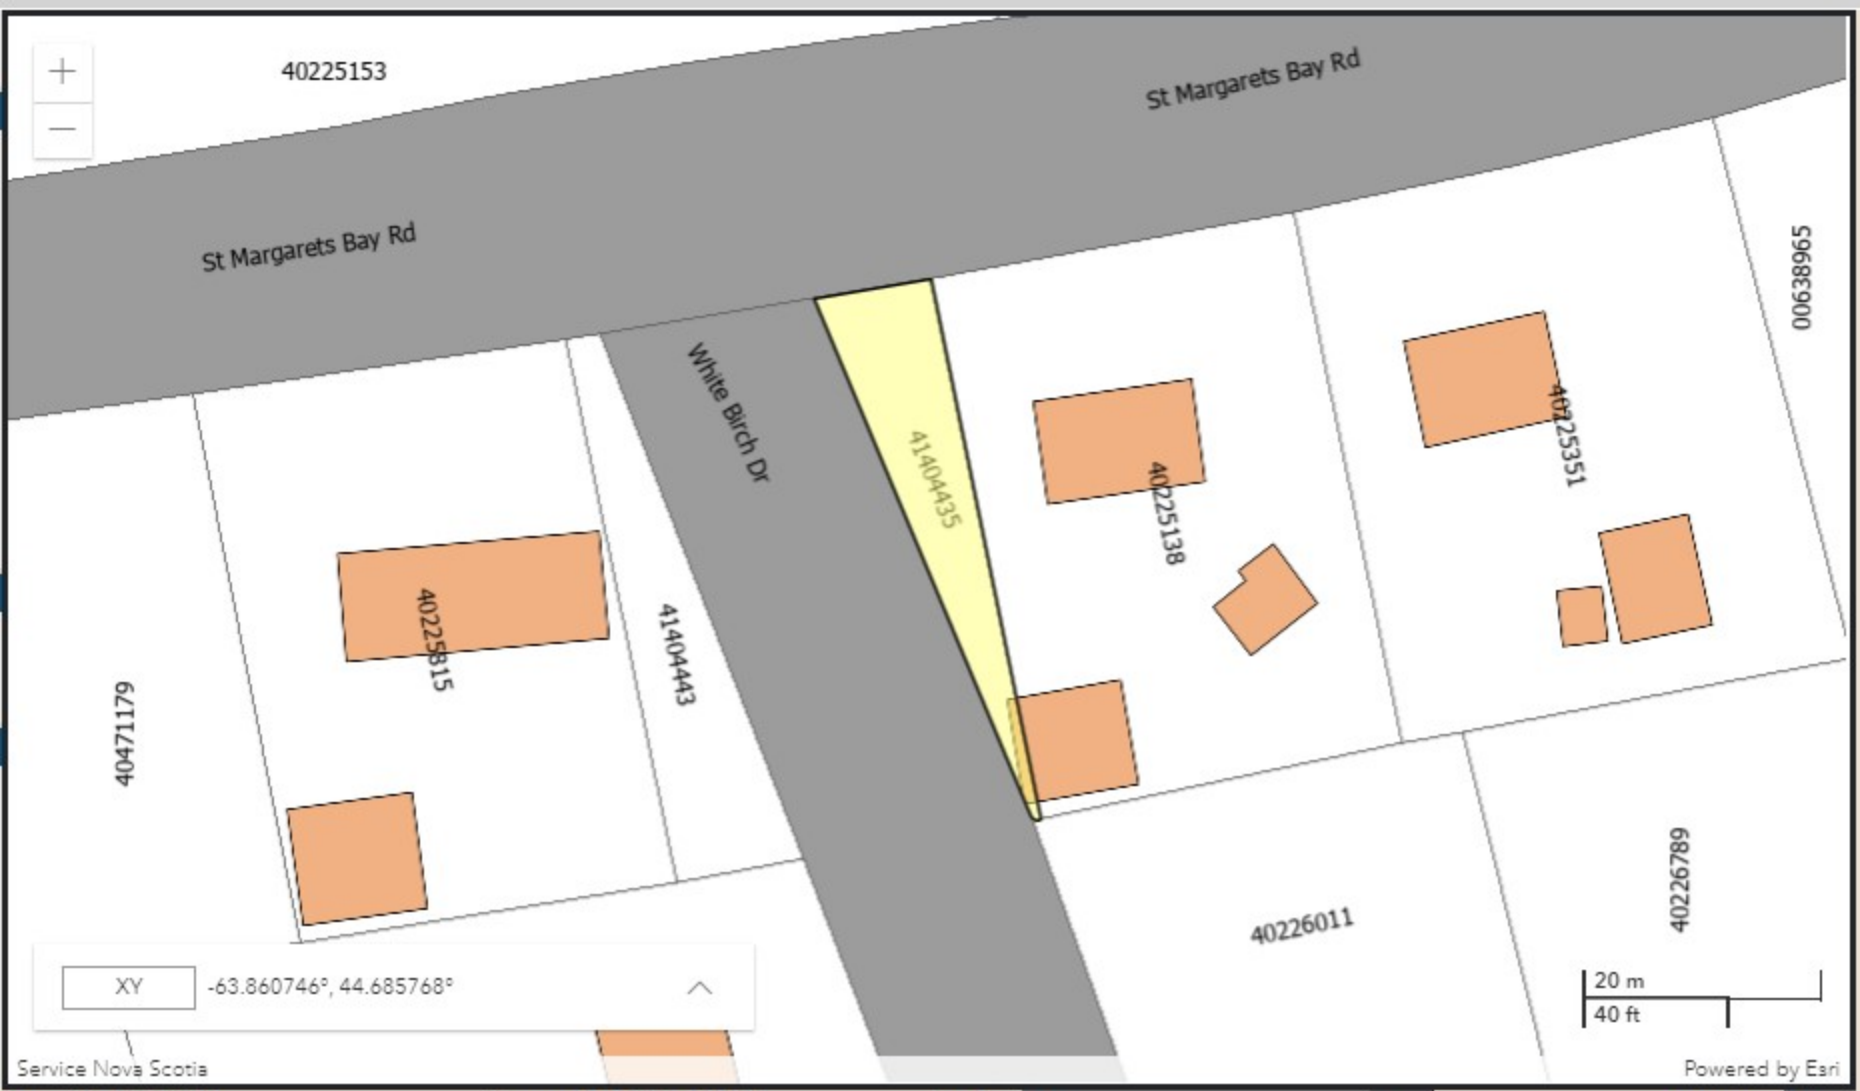 40225153
St Margarets Bay Rd
St Margarets Bay Rd
00638965
White Birch Dr
41404435
40225351
40225138
40225815
41404443
40471179
40226789
40226011
XY
-63.860746°, 44.685768°
20 m
40 ft
Service Nova Scotia
Powered by Esri